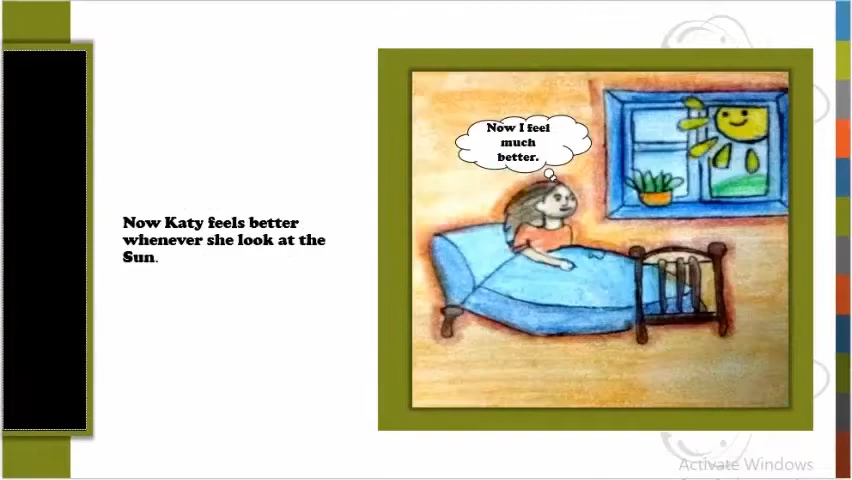 Now I feel
much
better.
Now Katy feels better
whenever she look at the
Sun.
Activate Windows